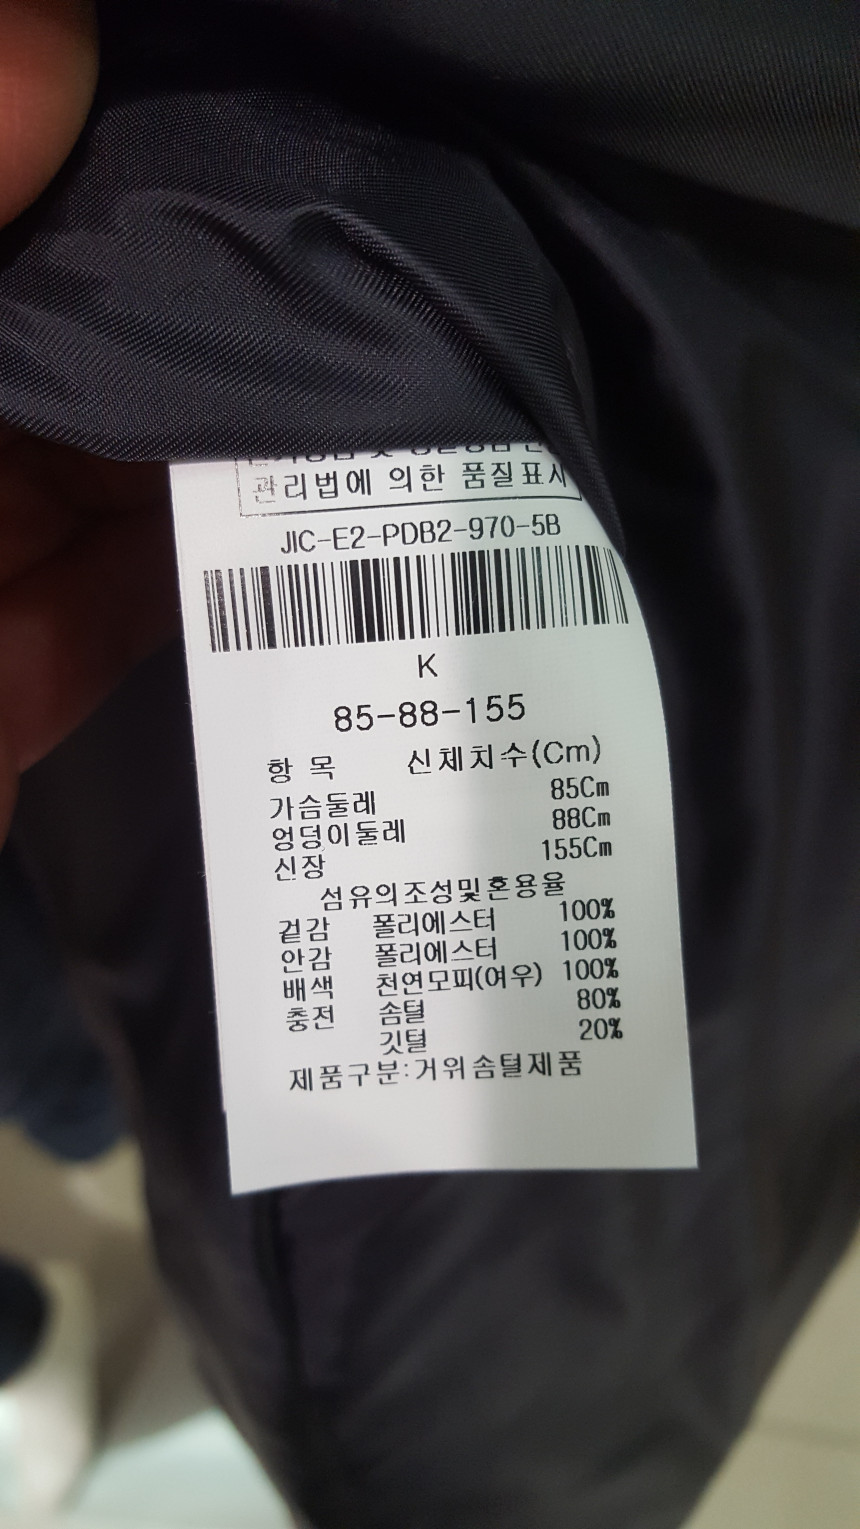 관리법에 의한 품질표시
JIC-E2-PDB2-970-5B
K
85-88-155
항 목 신체치수(Cm)
가슴둘레 85Cm
엉덩이둘레 88Cm
신장 155Cm
섬유의조성및혼용율
겉감 폴리에스터 100%
안감 폴리에스터 100%
배색 천연모피(여우) 100%
충전 솜털 80%
깃털 20%
제품구분:거위솜털제품